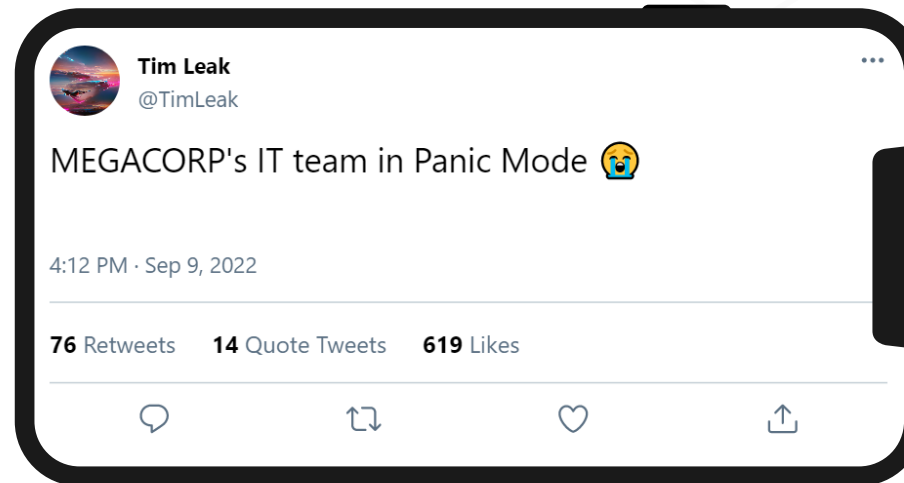 Tim Leak
@TimLeak
MEGACORP's IT team in Panic Mode 😭
4:12 PM · Sep 9, 2022
76 Retweets 14 Quote Tweets 619 Likes